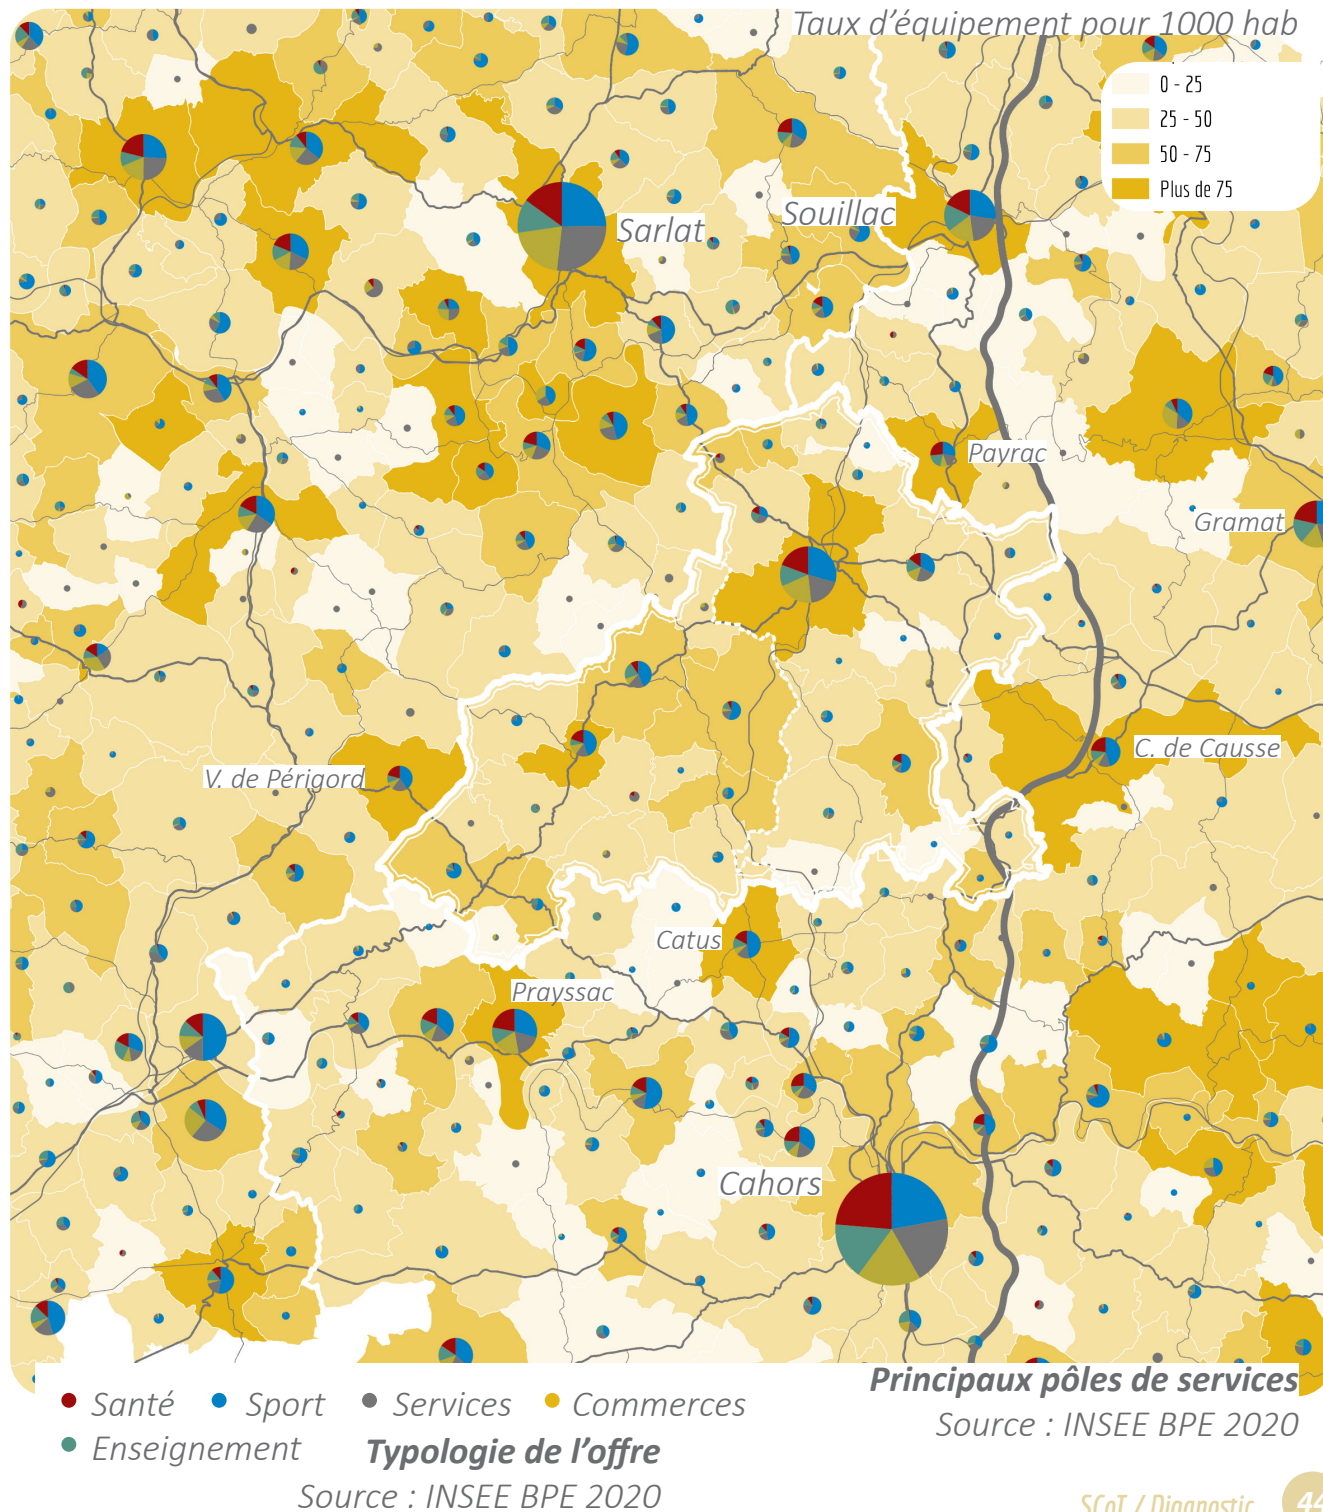 Taux d’équipement pour 1000 hab
0 - 25
25 - 50
50 - 75
Plus de 75
Sarlat
Souillac
Payrac
Gramat
C. de Causse
V. de Périgord
Catus
Prayssac
Cahors
Principaux pôles de services
Source : INSEE BPE 2020
Santé
Sport
Services
Commerces
Enseignement
Typologie de l’offre
Source : INSEE BPE 2020
SCoT / Diagnostic
44